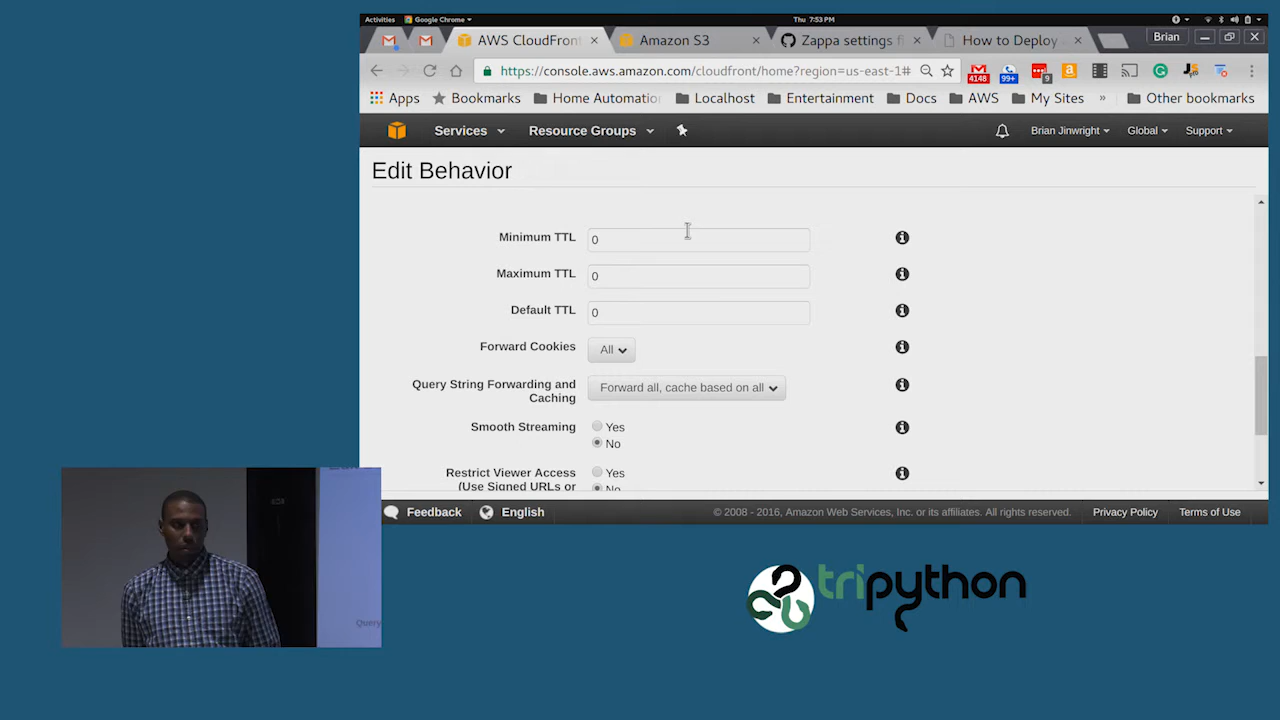 Activities Google Chrome Thu 7:53 PM
AWS CloudFront Amazon S3 Zappa settings fi How to Deploy Brian
https://console.aws.amazon.com/cloudfront/home?region=us-east-1# 4148 99+ 9
Apps Bookmarks Home Automation Localhost Entertainment Docs AWS My Sites » Other bookmarks
Services Resource Groups Brian Jinwright Global Support
Edit Behavior
Minimum TTL 0
Maximum TTL 0
Default TTL 0
Forward Cookies All
Query String Forwarding and Caching Forward all, cache based on all
Smooth Streaming Yes
No
Restrict Viewer Access Yes
(Use Signed URLs or No
Feedback English © 2008 - 2016, Amazon Web Services, Inc. or its affiliates. All rights reserved. Privacy Policy Terms of Use
tripython
Query